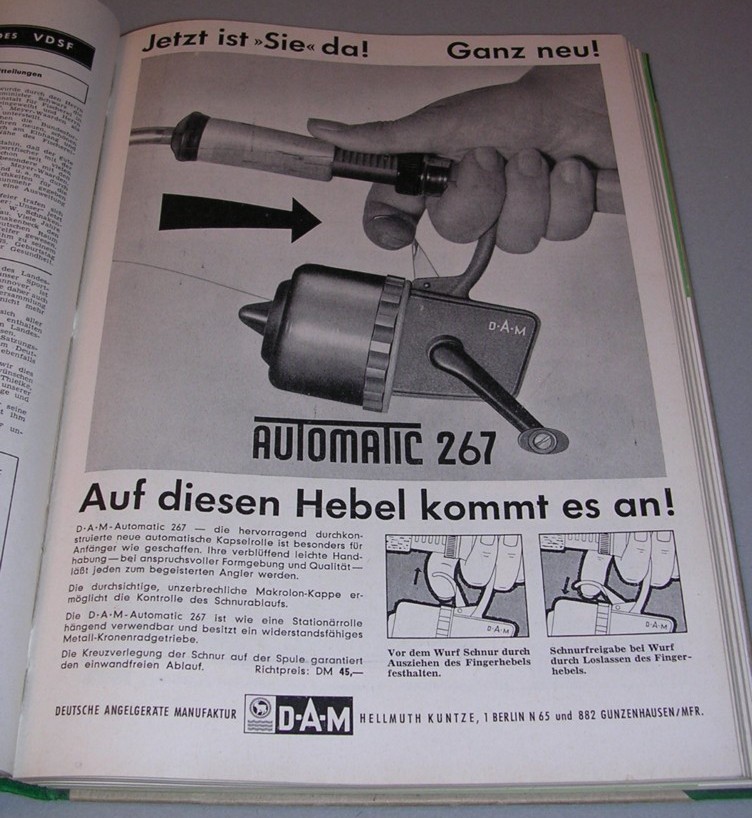 DES VDSF
Mitteilungen
Jetzt ist »Sie« da!
Ganz neu!
D·A·M
AUTOMATIC 267
Auf diesen Hebel kommt es an!
D·A·M-Automatic 267 — die hervorragend durchkon-
struierte neue automatische Kapselrolle ist besonders für
Anfänger wie geschaffen. Ihre verblüffend leichte Hand-
habung—bei anspruchsvoller Formgebung und Qualität—
läßt jeden zum begeisterten Angler werden.
Die durchsichtige, unzerbrechliche Makrolon-Kappe er-
möglicht die Kontrolle des Schnurablaufs.
Die D·A·M-Automatic 267 ist wie eine Stationärrolle
hängend verwendbar und besitzt ein widerstandsfähiges
Metall-Kronenradgetriebe.
Die Kreuzverlegung der Schnur auf der Spule garantiert
den einwandfreien Ablauf. Richtpreis: DM 45,—
D·A·M
Vor dem Wurf Schnur durch
Ausziehen des Fingerhebels
festhalten.
D·A·M
Schnurfreigabe bei Wurf
durch Loslassen des Finger-
hebels.
DEUTSCHE ANGELGERÄTE MANUFAKTUR D·A·M HELLMUTH KUNTZE, 1 BERLIN N 65 und 882 GUNZENHAUSEN/MFR.